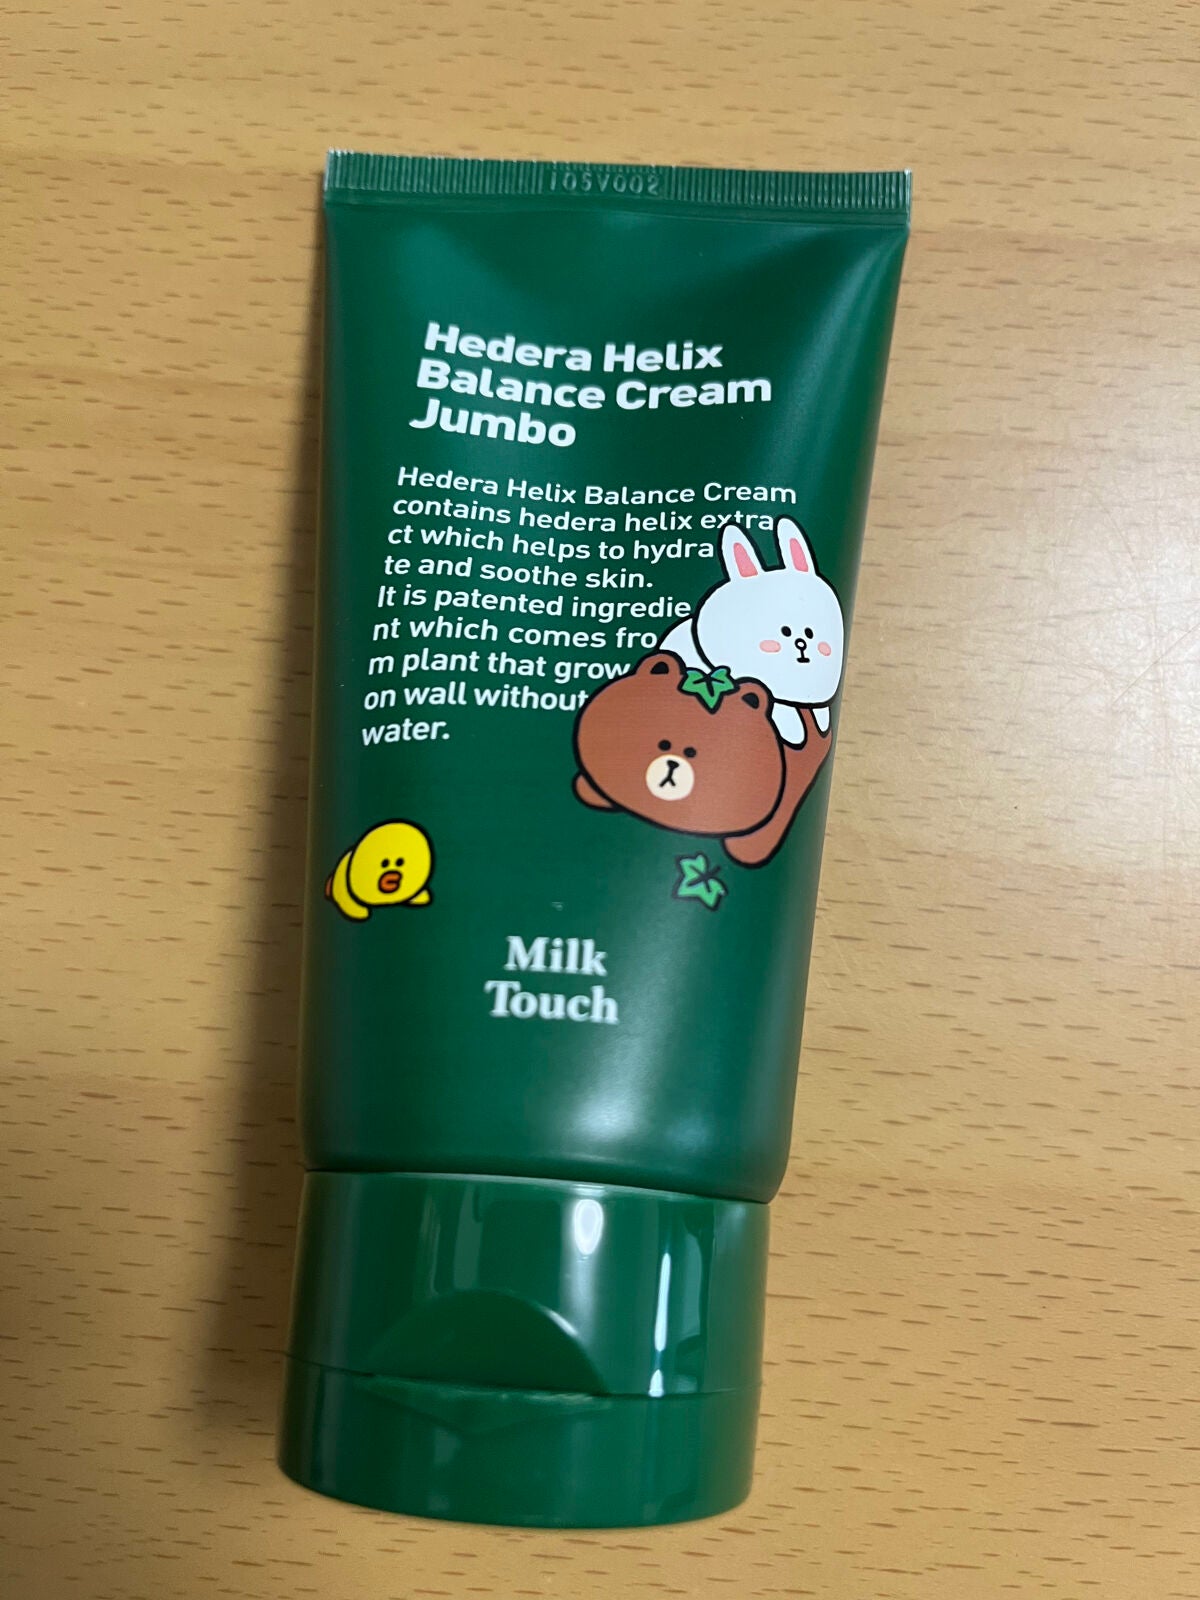 10SV002
Hedera Helix
Balance Cream
Jumbo
Hedera Helix Balance Cream
contains hedera helix extra
ct which helps to hydra
te and soothe skin.
It is patented ingredie
nt which comes fro
m plant that grow
on wall without
water.
Milk
Touch